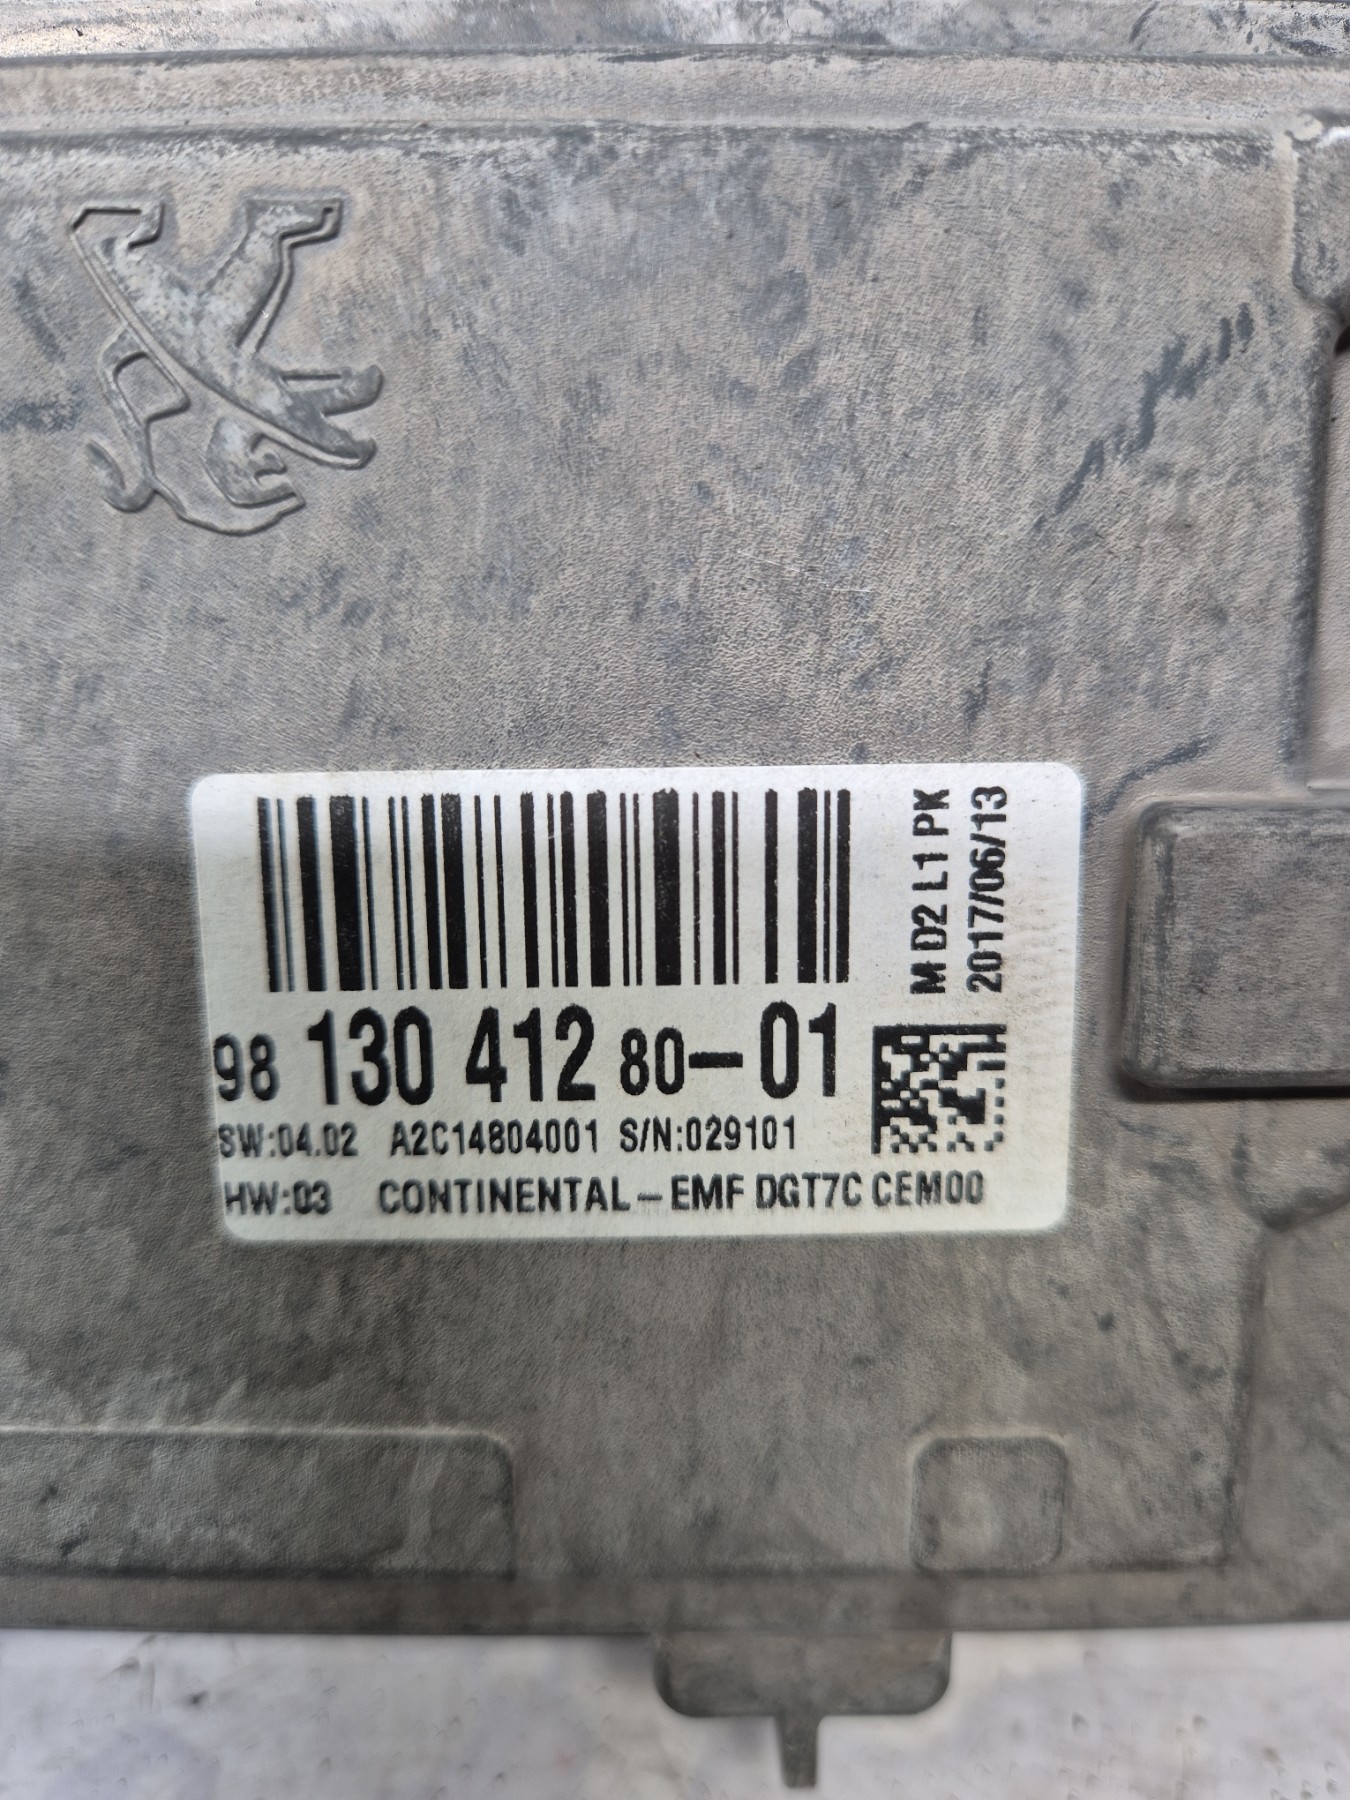 M D2 L1 PK
2017/06/13
98 130 412 80-01
SW:04.02 A2C14804001 S/N:029101
HW:03 CONTINENTAL-EMF DGT7C CEM00